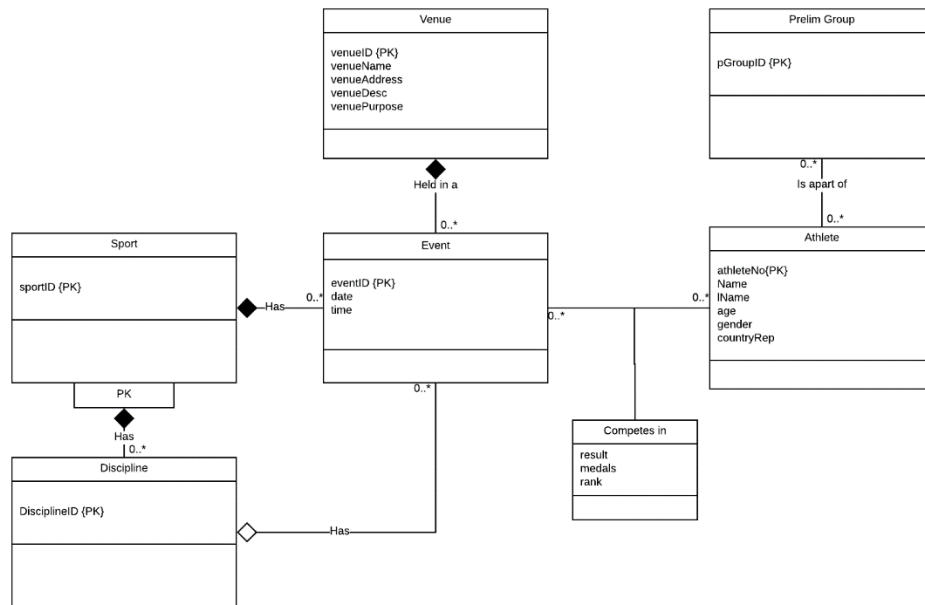 Venue
venueID {PK}
venueName
venueAddress
venueDesc
venuePurpose
Prelim Group
pGroupID {PK}
Held in a
0..*
0..*
Is apart of
0..*
Sport
sportID {PK}
Has
0..*
Event
eventID {PK}
date
time
0..*
0..*
Athlete
athleteNo{PK}
Name
lName
age
gender
countryRep
PK
Has
0..*
0..*
Discipline
DisciplineID {PK}
Has
Competes in
result
medals
rank